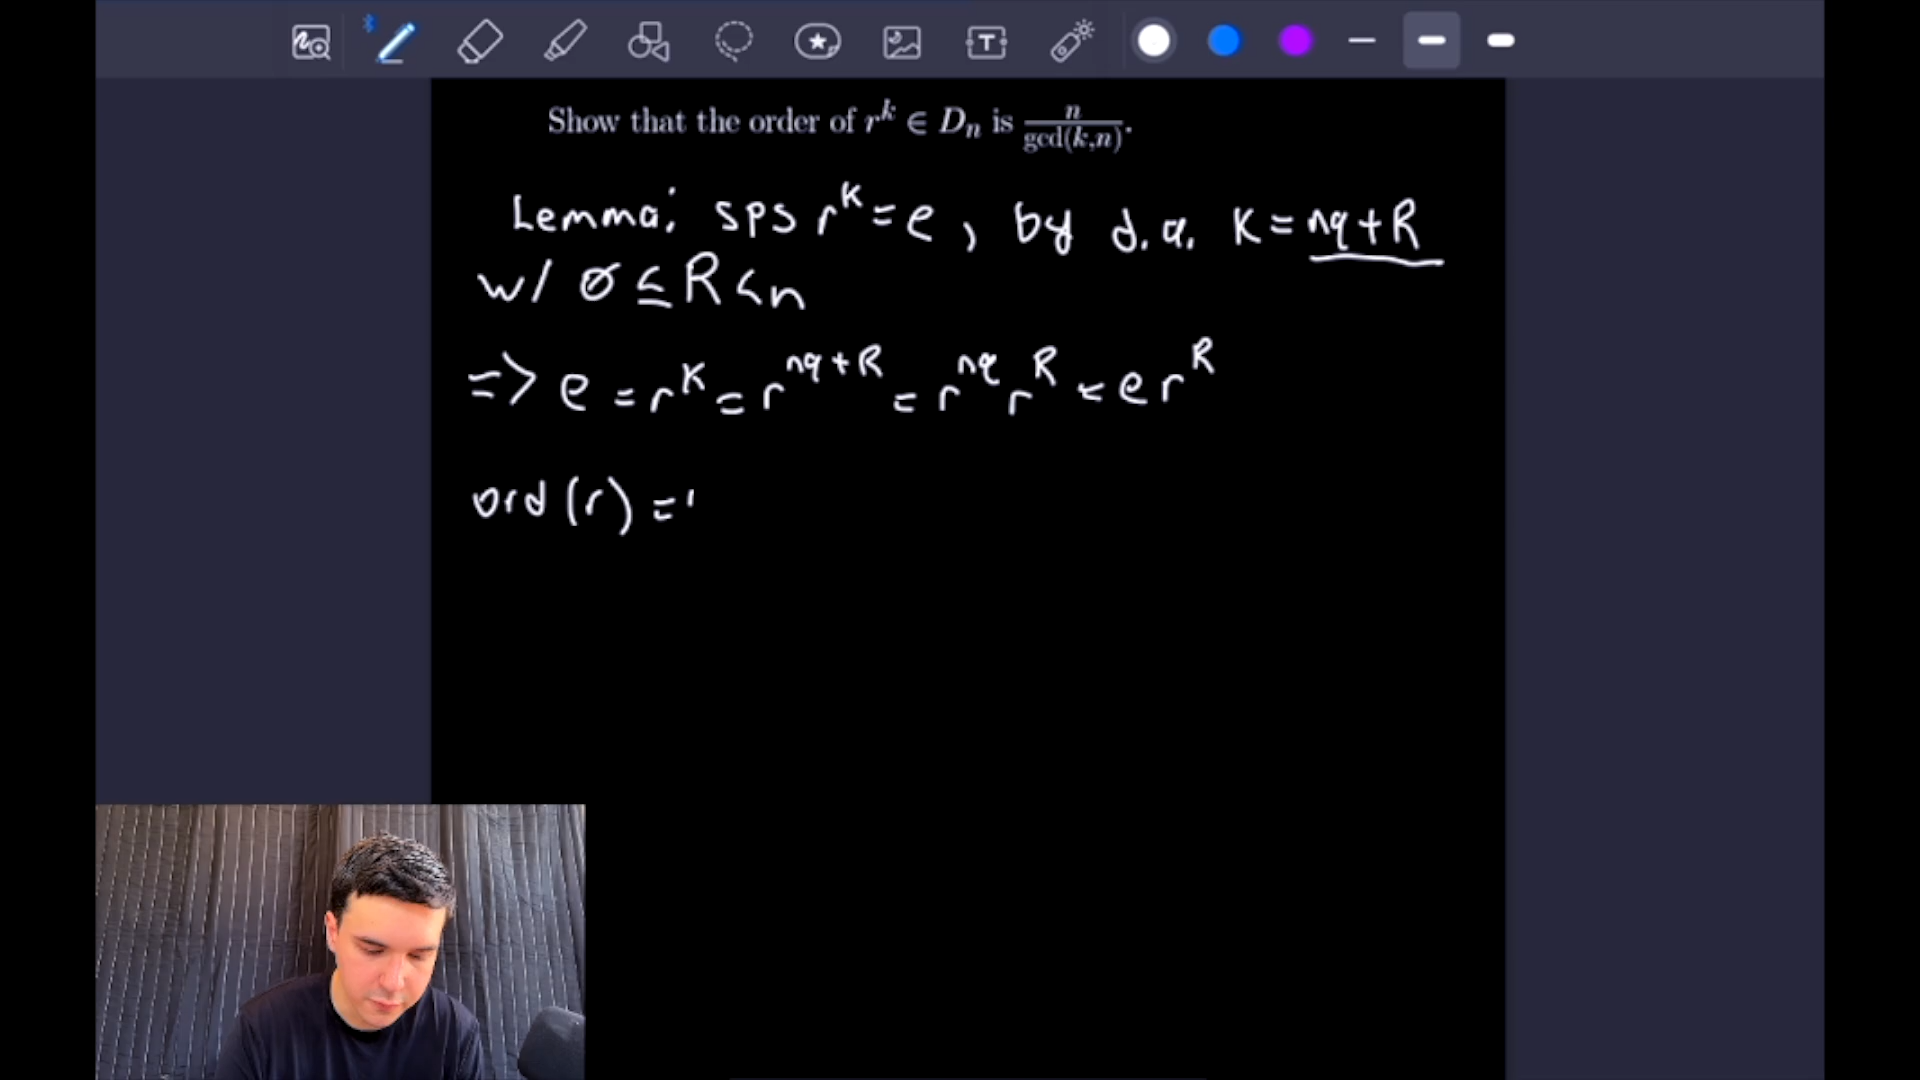 Show that the order of r^k ∈ D_n is n/gcd(k,n).
Lemma: sps r^k = e, by d.a. k = nq + R
w/ 0 ≤ R < n
=> e = r^k = r^{nq+R} = r^{nq} r^R = e r^R
ord(r) =
T